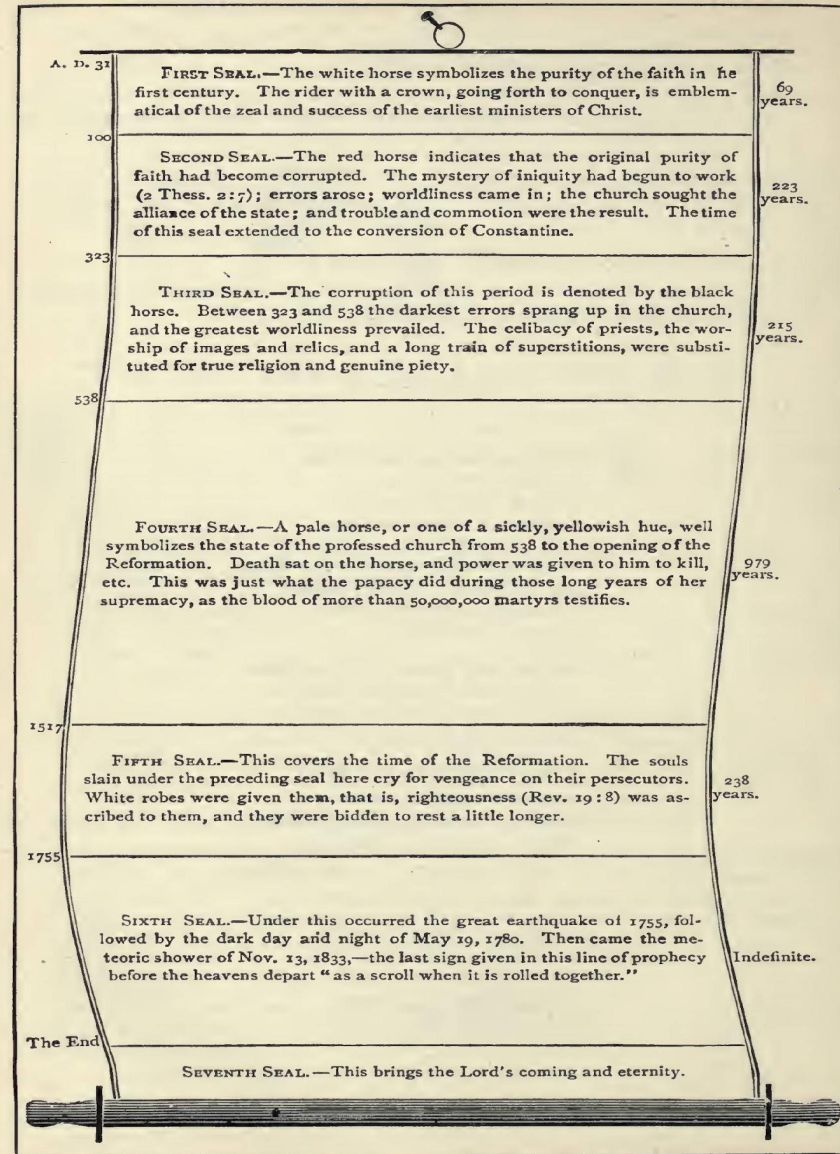 A. D. 31
FIRST SEAL.—The white horse symbolizes the purity of the faith in he
first century. The rider with a crown, going forth to conquer, is emblem-
atical of the zeal and success of the earliest ministers of Christ.
69
years.
100
SECOND SEAL.—The red horse indicates that the original purity of
faith had become corrupted. The mystery of iniquity had begun to work
(2 Thess. 2:7); errors arose; worldliness came in; the church sought the
alliance of the state; and trouble and commotion were the result. The time
of this seal extended to the conversion of Constantine.
223
years.
323
THIRD SEAL.—The corruption of this period is denoted by the black
horse. Between 323 and 538 the darkest errors sprang up in the church,
and the greatest worldliness prevailed. The celibacy of priests, the wor-
ship of images and relics, and a long train of superstitions, were substi-
tuted for true religion and genuine piety.
215
years.
538
FOURTH SEAL.—A pale horse, or one of a sickly, yellowish hue, well
symbolizes the state of the professed church from 538 to the opening of the
Reformation. Death sat on the horse, and power was given to him to kill,
etc. This was just what the papacy did during those long years of her
supremacy, as the blood of more than 50,000,000 martyrs testifies.
979
years.
1517
FIFTH SEAL.—This covers the time of the Reformation. The souls
slain under the preceding seal here cry for vengeance on their persecutors.
White robes were given them, that is, righteousness (Rev. 19:8) was as-
cribed to them, and they were bidden to rest a little longer.
238
years.
1755
SIXTH SEAL.—Under this occurred the great earthquake of 1755, fol-
lowed by the dark day and night of May 19, 1780. Then came the me-
teoric shower of Nov. 13, 1833,—the last sign given in this line of prophecy
before the heavens depart "as a scroll when it is rolled together."
Indefinite.
The End
SEVENTH SEAL.—This brings the Lord's coming and eternity.